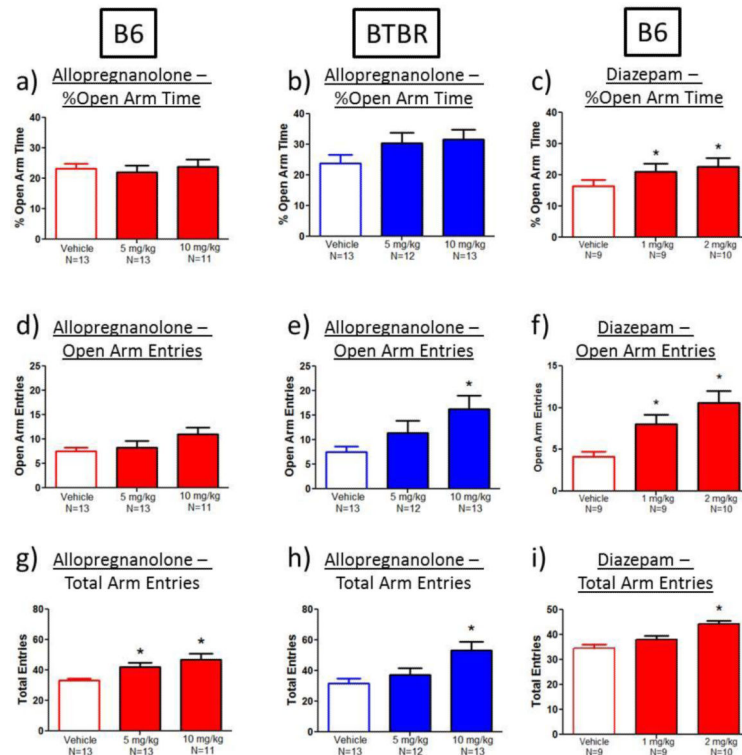 B6
BTBR
B6
a) Allopregnanolone –
%Open Arm Time
% Open Arm Time
40
30
20
10
0
Vehicle
N=13
5 mg/kg
N=13
10 mg/kg
N=11
b) Allopregnanolone –
%Open Arm Time
% Open Arm Time
40
30
20
10
0
Vehicle
N=13
5 mg/kg
N=12
10 mg/kg
N=13
c) Diazepam –
%Open Arm Time
% Open Arm Time
40
30
20
10
0
* *
Vehicle
N=9
1 mg/kg
N=9
2 mg/kg
N=10
d) Allopregnanolone –
Open Arm Entries
Open Arm Entries
25
20
15
10
5
0
Vehicle
N=13
5 mg/kg
N=13
10 mg/kg
N=11
e) Allopregnanolone –
Open Arm Entries
Open Arm Entries
25
20
15
10
5
0
*
Vehicle
N=13
5 mg/kg
N=12
10 mg/kg
N=13
f) Diazepam –
Open Arm Entries
Open Arm Entries
15
10
5
0
* *
Vehicle
N=9
1 mg/kg
N=9
2 mg/kg
N=10
g) Allopregnanolone –
Total Arm Entries
Total Entries
80
60
40
20
0
* *
Vehicle
N=13
5 mg/kg
N=13
10 mg/kg
N=11
h) Allopregnanolone –
Total Arm Entries
Total Entries
80
60
40
20
0
*
Vehicle
N=13
5 mg/kg
N=12
10 mg/kg
N=13
i) Diazepam –
Total Arm Entries
Total Entries
50
40
30
20
10
0
*
Vehicle
N=9
1 mg/kg
N=9
2 mg/kg
N=10